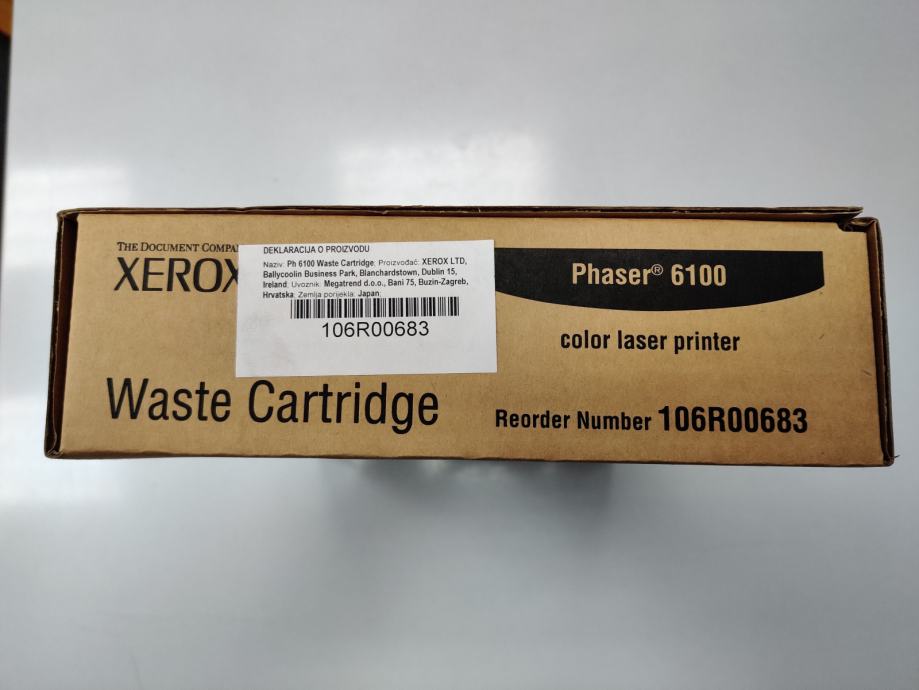 THE DOCUMENT
XEROX
DEKLARACIJA O PROIZVODU
Naziv: Ph 6100 Waste Cartridge; Proizvođač: XEROX LTD,
Ballycoolin Business Park, Blanchardstown, Dublin 15,
Ireland; Uvoznik: Megatrend d.o.o., Bani 75, Buzin-Zagreb,
Hrvatska; Zemlja porijekla: Japan;
106R00683
Phaser® 6100
color laser printer
Waste Cartridge
Reorder Number 106R00683